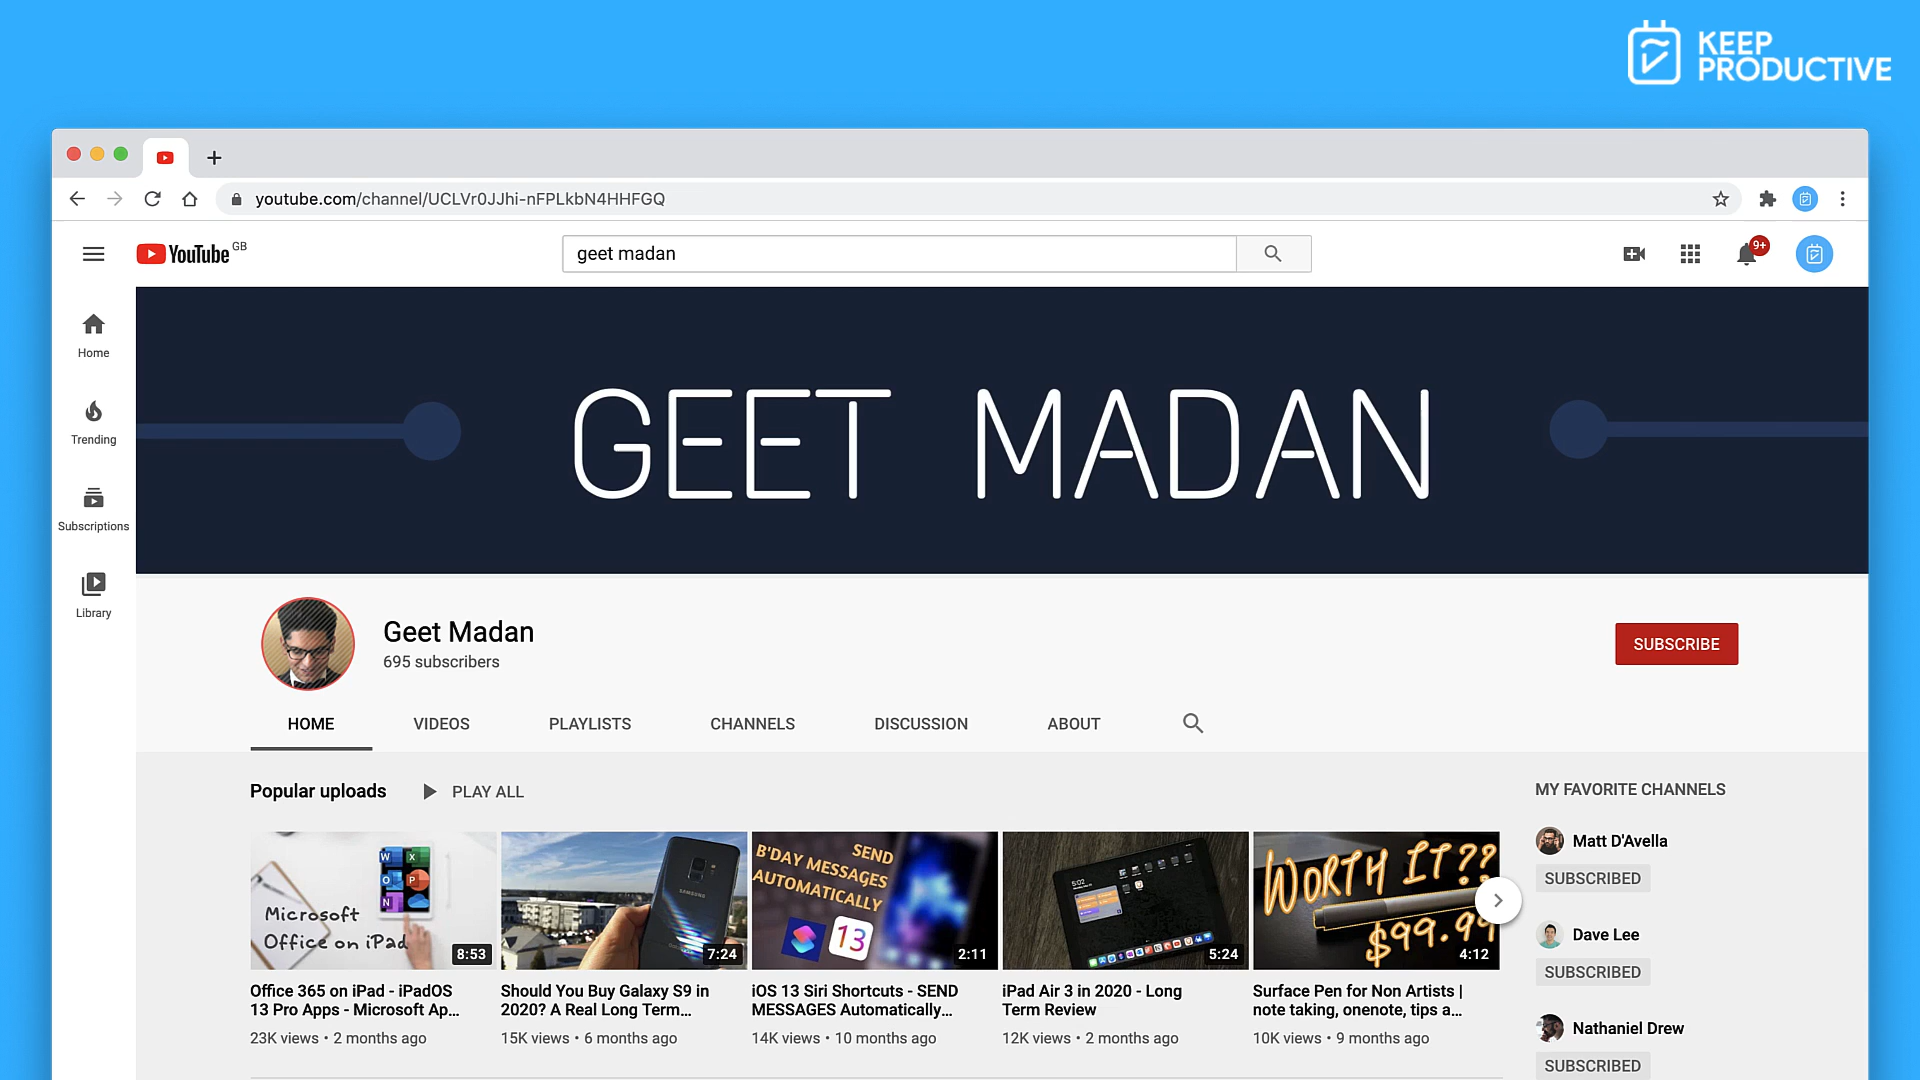 KEEP
PRODUCTIVE
youtube.com/channel/UCLVr0JJhi-nFPLkbN4HHFGQ
YouTube GB
geet madan
9+
Home
Trending
Subscriptions
Library
GEET MADAN
Geet Madan
695 subscribers
SUBSCRIBE
HOME VIDEOS PLAYLISTS CHANNELS DISCUSSION ABOUT
Popular uploads PLAY ALL
Microsoft
Office on iPad
W X
O P
N
8:53
Office 365 on iPad - iPadOS
13 Pro Apps - Microsoft Ap...
23K views • 2 months ago
SAMSUNG
7:24
Should You Buy Galaxy S9 in
2020? A Real Long Term...
15K views • 6 months ago
SEND
B'DAY MESSAGES
AUTOMATICALLY
13
2:11
iOS 13 Siri Shortcuts - SEND
MESSAGES Automatically...
14K views • 10 months ago
5:02
5:24
iPad Air 3 in 2020 - Long
Term Review
12K views • 2 months ago
WORTH IT??
$99.99
4:12
Surface Pen for Non Artists |
note taking, onenote, tips a...
10K views • 9 months ago
MY FAVORITE CHANNELS
Matt D'Avella
SUBSCRIBED
Dave Lee
SUBSCRIBED
Nathaniel Drew
SUBSCRIBED